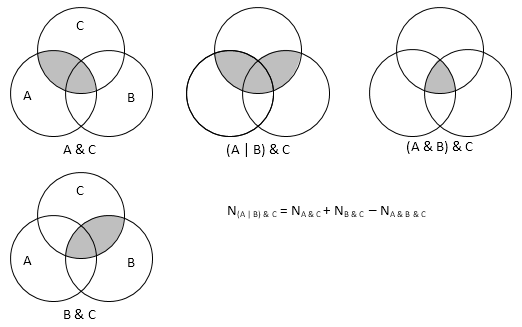 C
A
B
A & C
(A | B) & C
(A & B) & C
C
A
B
B & C
N(A | B) & C = NA & C + NB & C − NA & B & C